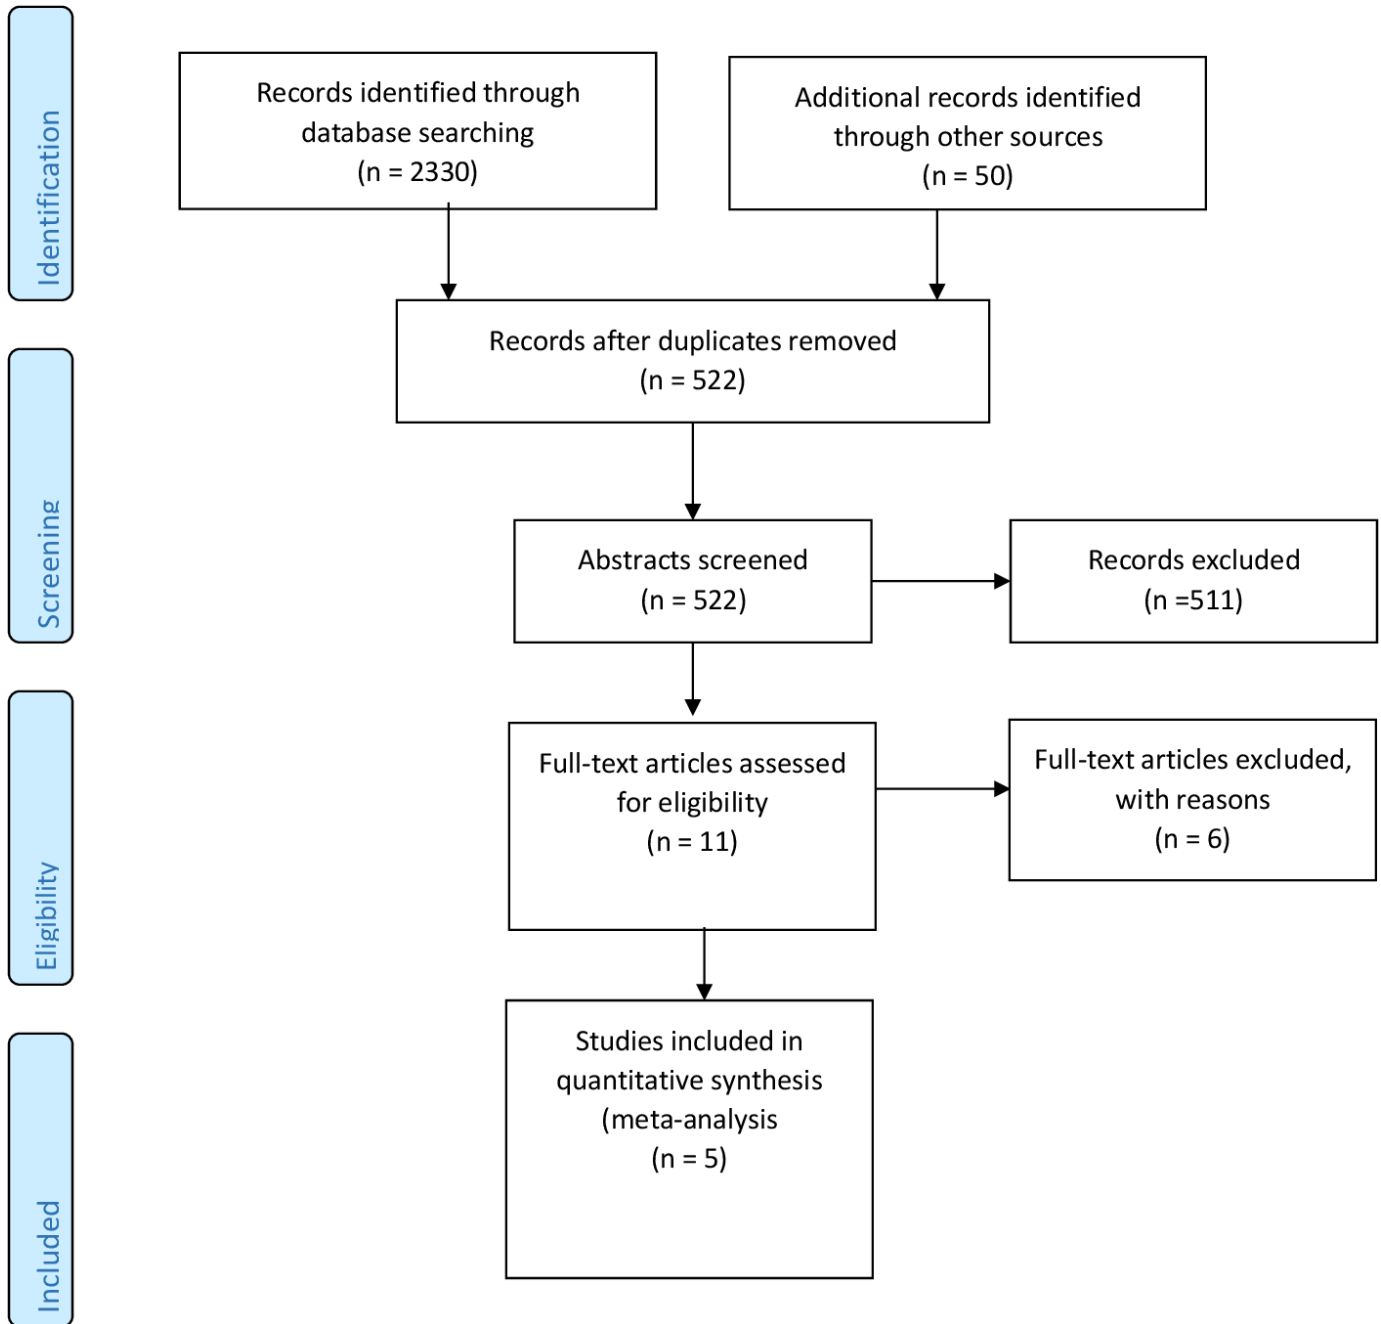 Identification
Records identified through
database searching
(n = 2330)
Additional records identified
through other sources
(n = 50)
Records after duplicates removed
(n = 522)
Screening
Abstracts screened
(n = 522)
Records excluded
(n =511)
Eligibility
Full-text articles assessed
for eligibility
(n = 11)
Full-text articles excluded,
with reasons
(n = 6)
Included
Studies included in
quantitative synthesis
(meta-analysis
(n = 5)